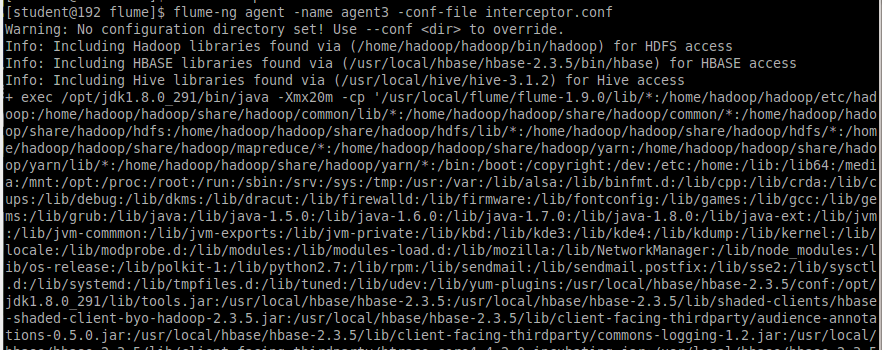 [student@192 flume]$ flume-ng agent -name agent3 -conf-file interceptor.conf
Warning: No configuration directory set! Use --conf <dir> to override.
Info: Including Hadoop libraries found via (/home/hadoop/hadoop/bin/hadoop) for HDFS access
Info: Including HBASE libraries found via (/usr/local/hbase/hbase-2.3.5/bin/hbase) for HBASE access
Info: Including Hive libraries found via (/usr/local/hive/hive-3.1.2) for Hive access
+ exec /opt/jdk1.8.0_291/bin/java -Xmx20m -cp '/usr/local/flume/flume-1.9.0/lib/*:/home/hadoop/hadoop/etc/had
oop:/home/hadoop/hadoop/share/hadoop/common/lib/*:/home/hadoop/hadoop/share/hadoop/common/*:/home/hadoop/hado
op/share/hadoop/hdfs:/home/hadoop/hadoop/share/hadoop/hdfs/lib/*:/home/hadoop/hadoop/share/hadoop/hdfs/*:/hom
e/hadoop/hadoop/share/hadoop/mapreduce/*:/home/hadoop/hadoop/share/hadoop/yarn:/home/hadoop/hadoop/share/hado
op/yarn/lib/*:/home/hadoop/hadoop/share/hadoop/yarn/*:/bin:/boot:/copyright:/dev:/etc:/home:/lib:/lib64:/medi
a:/mnt:/opt:/proc:/root:/run:/sbin:/srv:/sys:/tmp:/usr:/var:/lib/alsa:/lib/binfmt.d:/lib/cpp:/lib/crda:/lib/c
ups:/lib/debug:/lib/dkms:/lib/dracut:/lib/firewalld:/lib/firmware:/lib/fontconfig:/lib/games:/lib/gcc:/lib/ge
ms:/lib/grub:/lib/java:/lib/java-1.5.0:/lib/java-1.6.0:/lib/java-1.7.0:/lib/java-1.8.0:/lib/java-ext:/lib/jvm
:/lib/jvm-commmon:/lib/jvm-exports:/lib/jvm-private:/lib/kbd:/lib/kde3:/lib/kde4:/lib/kdump:/lib/kernel:/lib/
locale:/lib/modprobe.d:/lib/modules:/lib/modules-load.d:/lib/mozilla:/lib/NetworkManager:/lib/node_modules:/l
ib/os-release:/lib/polkit-1:/lib/python2.7:/lib/rpm:/lib/sendmail:/lib/sendmail.postfix:/lib/sse2:/lib/sysctl
.d:/lib/systemd:/lib/tmpfiles.d:/lib/tuned:/lib/udev:/lib/yum-plugins:/usr/local/hbase/hbase-2.3.5/conf:/opt/
jdk1.8.0_291/lib/tools.jar:/usr/local/hbase/hbase-2.3.5:/usr/local/hbase/hbase-2.3.5/lib/shaded-clients/hbase
-shaded-client-byo-hadoop-2.3.5.jar:/usr/local/hbase/hbase-2.3.5/lib/client-facing-thirdparty/audience-annota
tions-0.5.0.jar:/usr/local/hbase/hbase-2.3.5/lib/client-facing-thirdparty/commons-logging-1.2.jar:/usr/local/